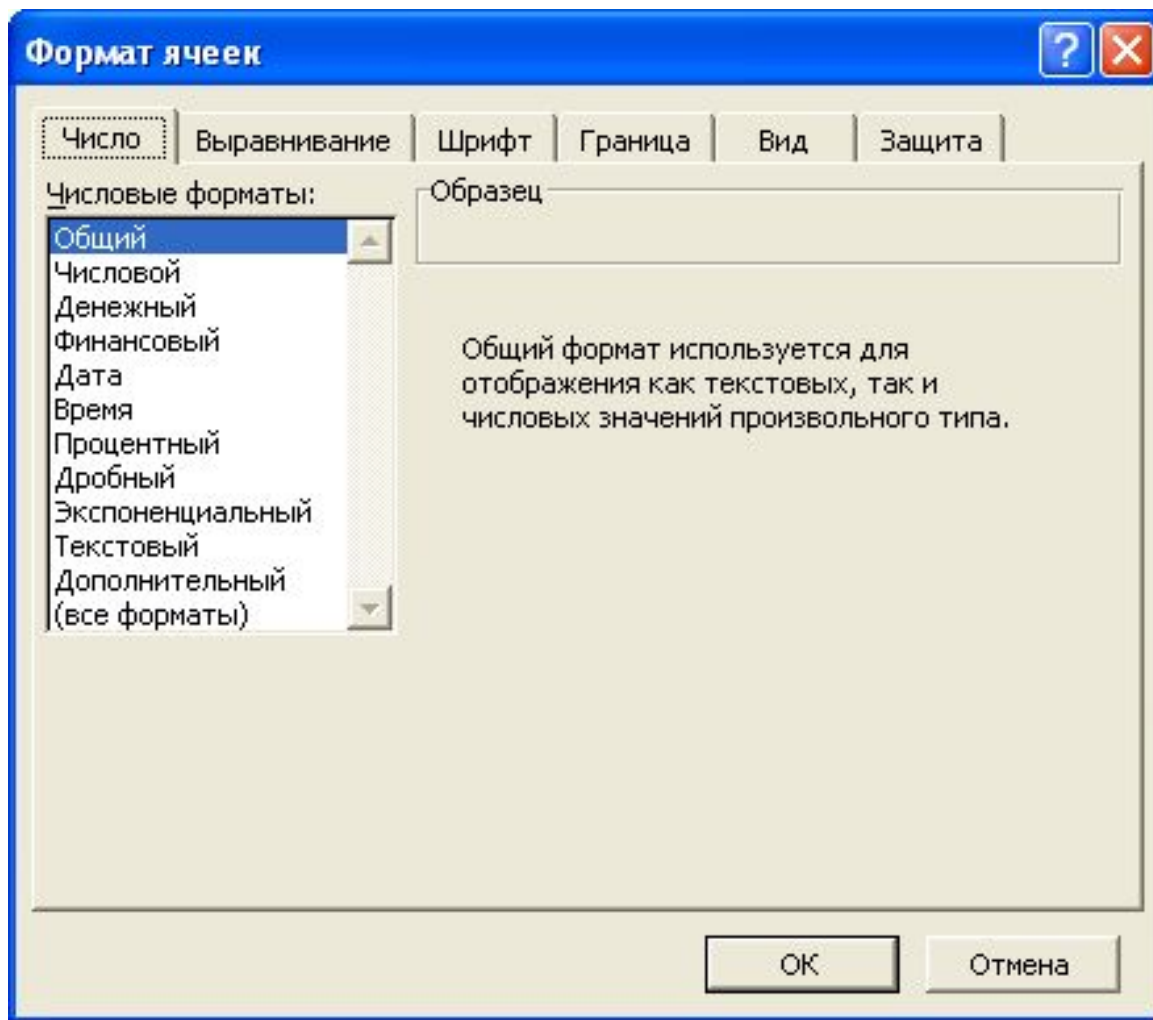 Формат ячеек
Число Выравнивание Шрифт Граница Вид Защита
Числовые форматы:
Образец
Общий
Числовой
Денежный
Финансовый
Дата
Время
Процентный
Дробный
Экспоненциальный
Текстовый
Дополнительный
(все форматы)
Общий формат используется для
отображения как текстовых, так и
числовых значений произвольного типа.
ОК Отмена